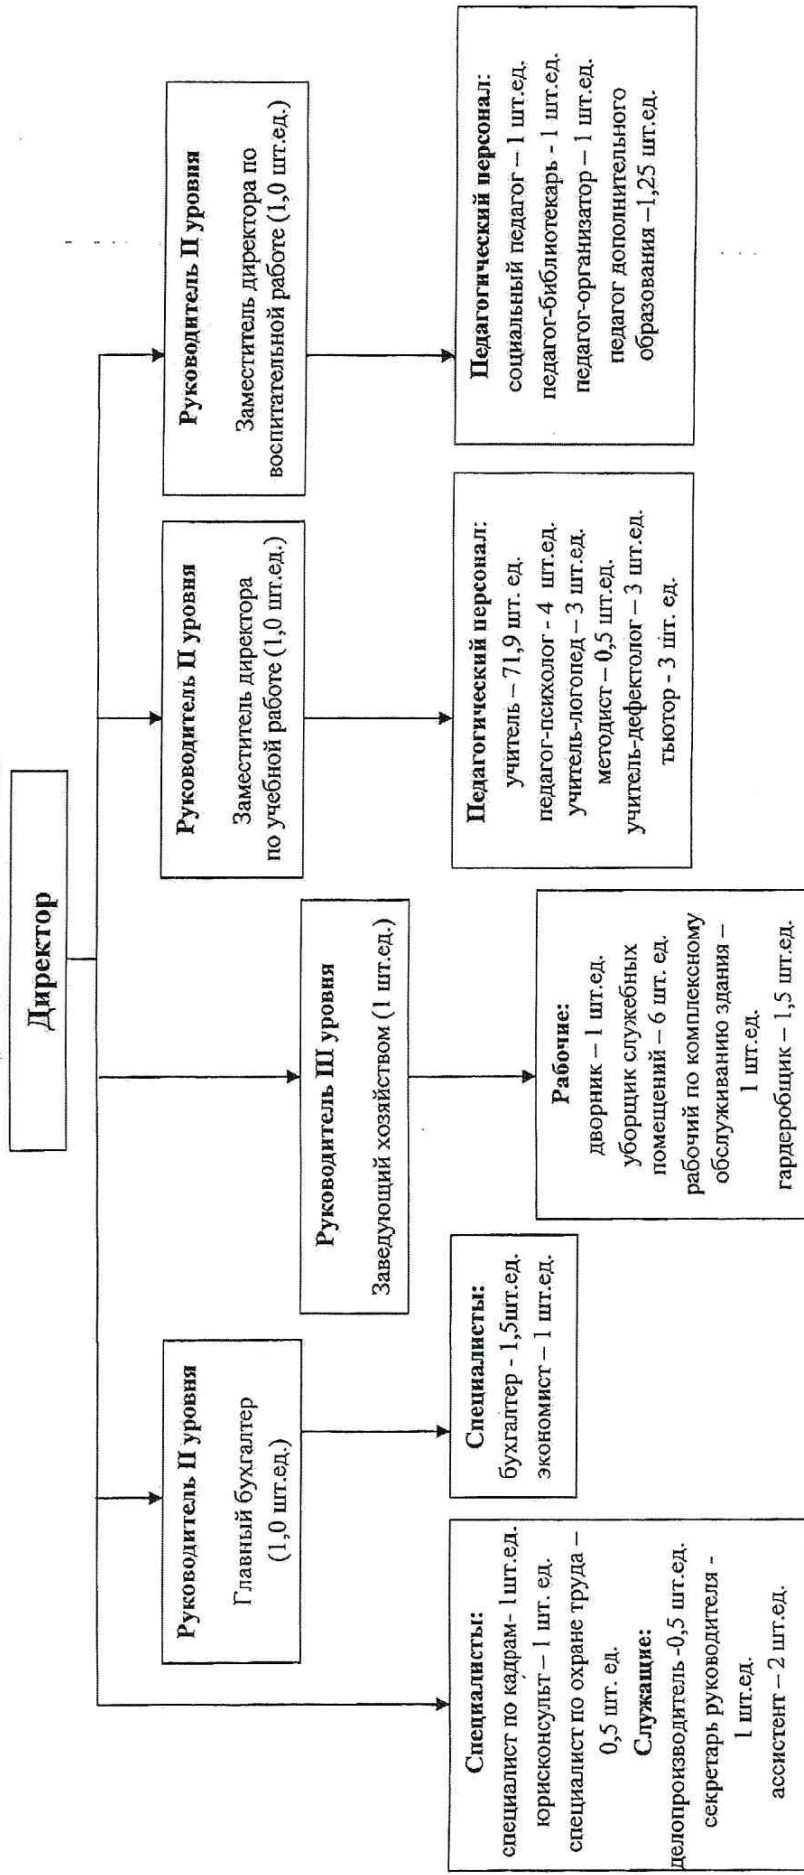 Директор
Руководитель II уровня
Главный бухгалтер
(1,0 шт.ед.)
Руководитель III уровня
Заведующий хозяйством (1 шт.ед.)
Руководитель II уровня
Заместитель директора
по учебной работе (1,0 шт.ед.)
Руководитель II уровня
Заместитель директора по
воспитательной работе (1,0 шт.ед.)
Специалисты:
специалист по кадрам- 1шт.ед.
юрисконсульт – 1 шт. ед.
специалист по охране труда –
0,5 шт. ед.
Служащие:
делопроизводитель -0,5 шт.ед.
секретарь руководителя -
1 шт.ед.
ассистент – 2 шт.ед.
Специалисты:
бухгалтер - 1,5шт.ед.
экономист – 1 шт.ед.
Рабочие:
дворник – 1 шт.ед.
уборщик служебных
помещений – 6 шт. ед.
рабочий по комплексному
обслуживанию здания –
1 шт.ед.
гардеробщик – 1,5 шт.ед.
Педагогический персонал:
учитель – 71,9 шт. ед.
педагог-психолог - 4 шт.ед.
учитель-логопед – 3 шт.ед.
методист – 0,5 шт.ед.
учитель-дефектолог – 3 шт.ед.
тьютор - 3 шт. ед.
Педагогический персонал:
социальный педагог – 1 шт.ед.
педагог-библиотекарь - 1 шт.ед.
педагог-организатор – 1 шт.ед.
педагог дополнительного
образования –1,25 шт.ед.